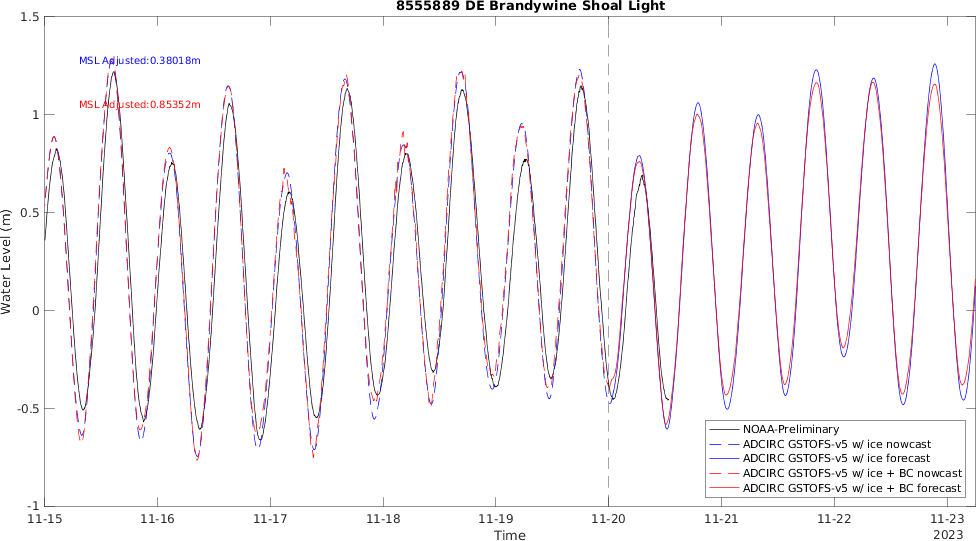 8555889 DE Brandywine Shoal Light
MSL Adjusted:0.38018m
MSL Adjusted:0.85352m
Water Level (m)
1.5
1
0.5
0
-0.5
-1
NOAA-Preliminary
ADCIRC GSTOFS-v5 w/ ice nowcast
ADCIRC GSTOFS-v5 w/ ice forecast
ADCIRC GSTOFS-v5 w/ ice + BC nowcast
ADCIRC GSTOFS-v5 w/ ice + BC forecast
11-15 11-16 11-17 11-18 11-19 11-20 11-21 11-22 11-23
Time
2023